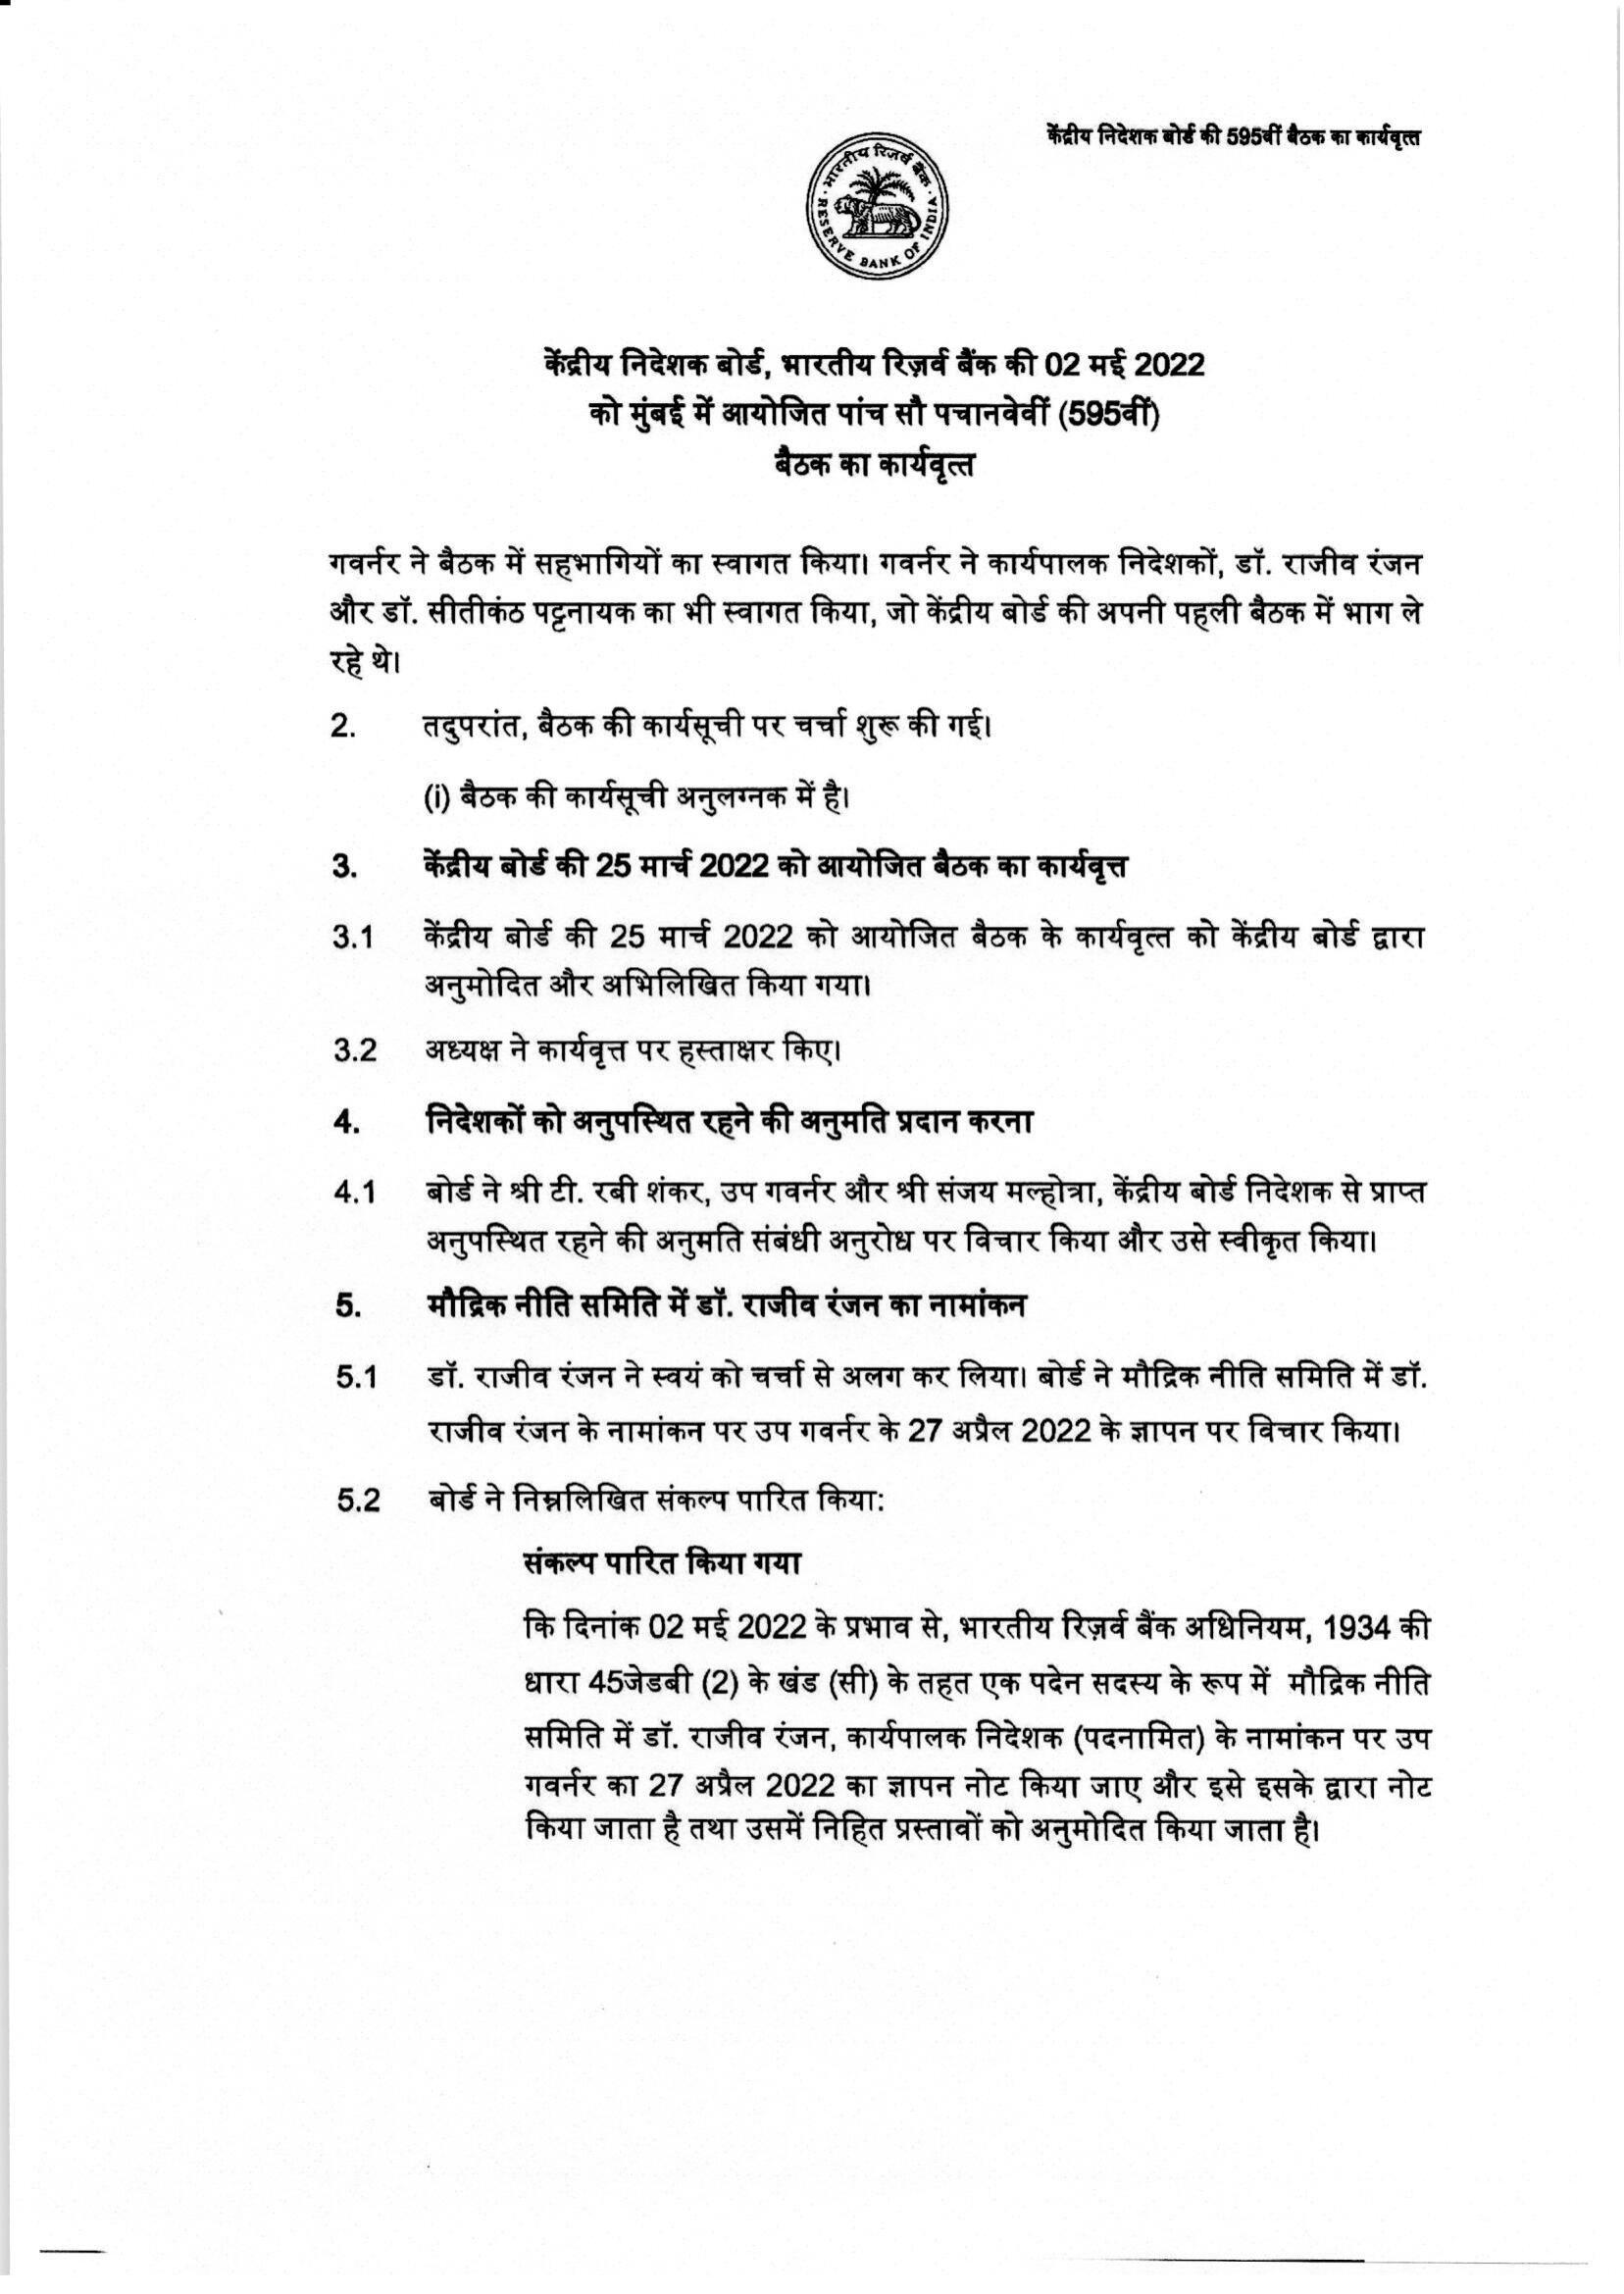 केंद्रीय निदेशक बोर्ड की 595वीं बैठक का कार्यवृत्त
भारतीय रिज़र्व बैंक
RESERVE BANK OF INDIA
केंद्रीय निदेशक बोर्ड, भारतीय रिज़र्व बैंक की 02 मई 2022
को मुंबई में आयोजित पांच सौ पचानवेवीं (595वीं)
बैठक का कार्यवृत्त
गवर्नर ने बैठक में सहभागियों का स्वागत किया। गवर्नर ने कार्यपालक निदेशकों, डॉ. राजीव रंजन
और डॉ. सीतीकंठ पट्टनायक का भी स्वागत किया, जो केंद्रीय बोर्ड की अपनी पहली बैठक में भाग ले
रहे थे।
2. तदुपरांत, बैठक की कार्यसूची पर चर्चा शुरू की गई।
(i) बैठक की कार्यसूची अनुलग्नक में है।
3. केंद्रीय बोर्ड की 25 मार्च 2022 को आयोजित बैठक का कार्यवृत्त
3.1 केंद्रीय बोर्ड की 25 मार्च 2022 को आयोजित बैठक के कार्यवृत्त को केंद्रीय बोर्ड द्वारा
अनुमोदित और अभिलिखित किया गया।
3.2 अध्यक्ष ने कार्यवृत्त पर हस्ताक्षर किए।
4. निदेशकों को अनुपस्थित रहने की अनुमति प्रदान करना
4.1 बोर्ड ने श्री टी. रबी शंकर, उप गवर्नर और श्री संजय मल्होत्रा, केंद्रीय बोर्ड निदेशक से प्राप्त
अनुपस्थित रहने की अनुमति संबंधी अनुरोध पर विचार किया और उसे स्वीकृत किया।
5. मौद्रिक नीति समिति में डॉ. राजीव रंजन का नामांकन
5.1 डॉ. राजीव रंजन ने स्वयं को चर्चा से अलग कर लिया। बोर्ड ने मौद्रिक नीति समिति में डॉ.
राजीव रंजन के नामांकन पर उप गवर्नर के 27 अप्रैल 2022 के ज्ञापन पर विचार किया।
5.2 बोर्ड ने निम्नलिखित संकल्प पारित किया:
संकल्प पारित किया गया
कि दिनांक 02 मई 2022 के प्रभाव से, भारतीय रिज़र्व बैंक अधिनियम, 1934 की
धारा 45जेडबी (2) के खंड (सी) के तहत एक पदेन सदस्य के रूप में मौद्रिक नीति
समिति में डॉ. राजीव रंजन, कार्यपालक निदेशक (पदनामित) के नामांकन पर उप
गवर्नर का 27 अप्रैल 2022 का ज्ञापन नोट किया जाए और इसे इसके द्वारा नोट
किया जाता है तथा उसमें निहित प्रस्तावों को अनुमोदित किया जाता है।